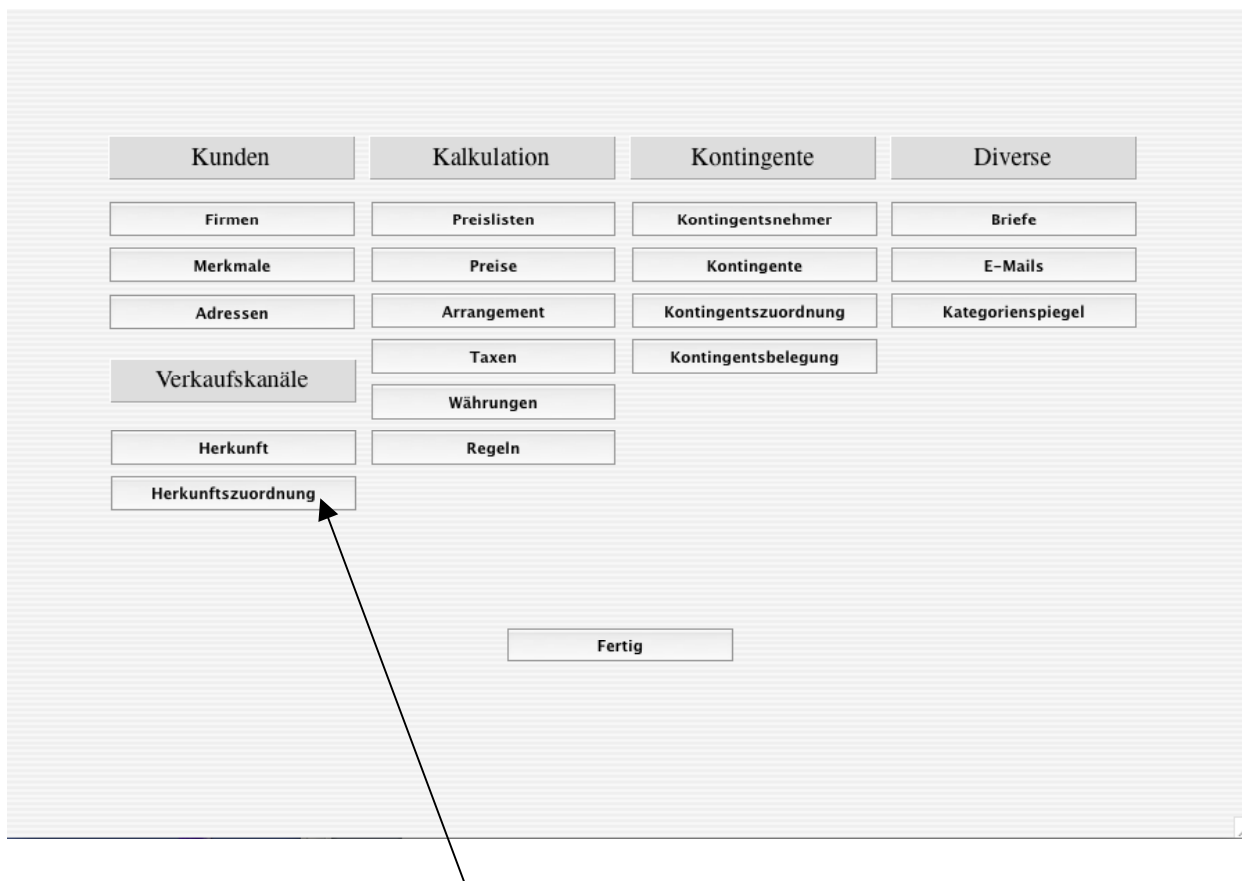 Kunden
Kalkulation
Kontingente
Diverse
Firmen
Preislisten
Kontingentsnehmer
Briefe
Merkmale
Preise
Kontingente
E-Mails
Adressen
Arrangement
Kontingentszuordnung
Kategorienspiegel
Taxen
Kontingentsbelegung
Verkaufskanäle
Währungen
Herkunft
Regeln
Herkunftszuordnung
Fertig